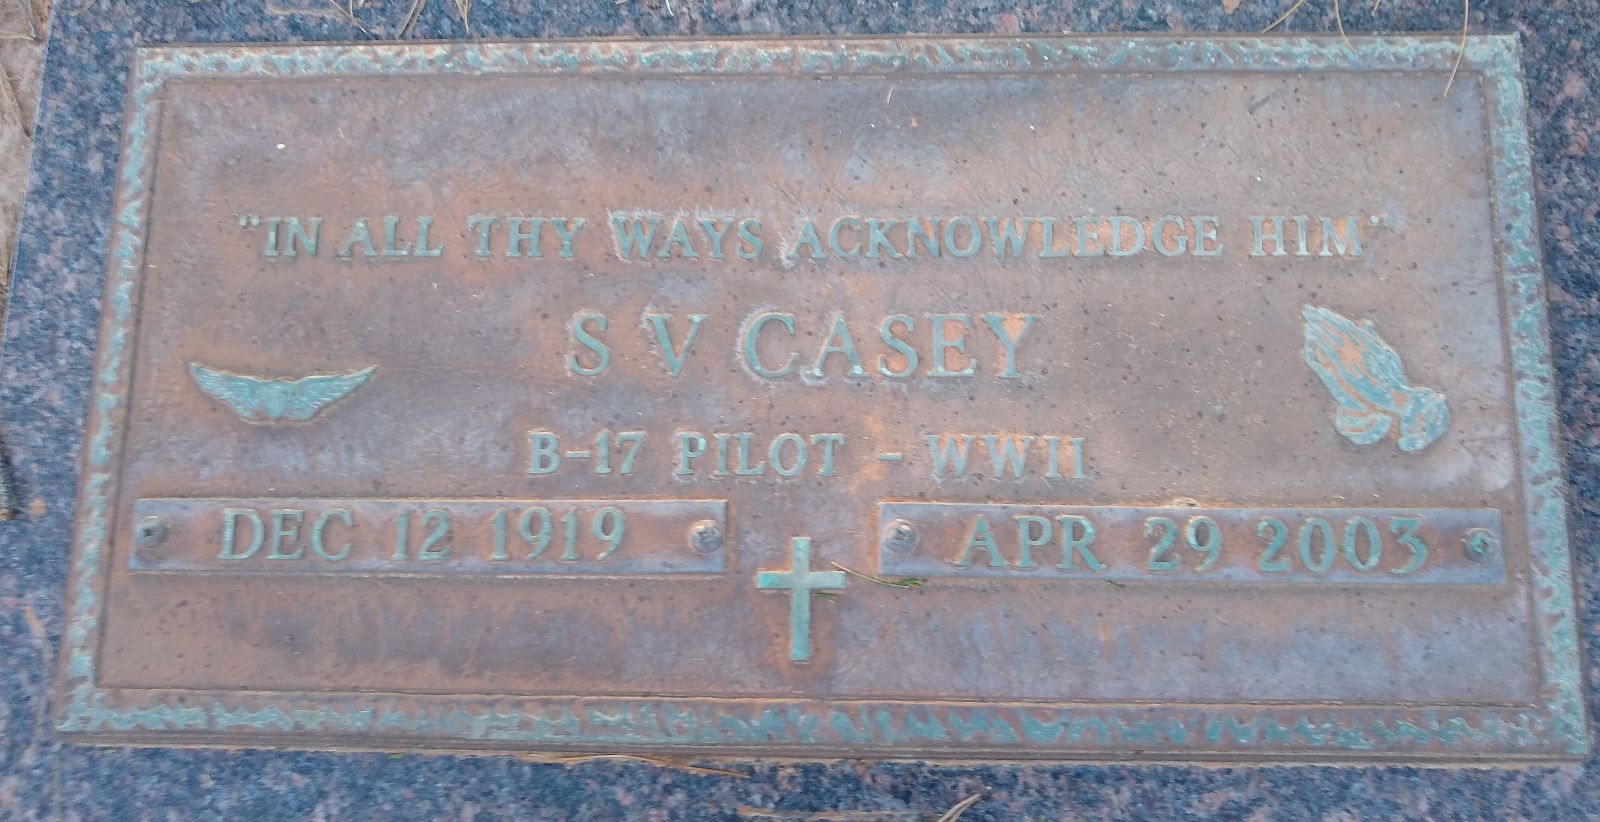 "IN ALL THY WAYS ACKNOWLEDGE HIM"
S V CASEY
B-17 PILOT - WWII
DEC 12 1919
APR 29 2003